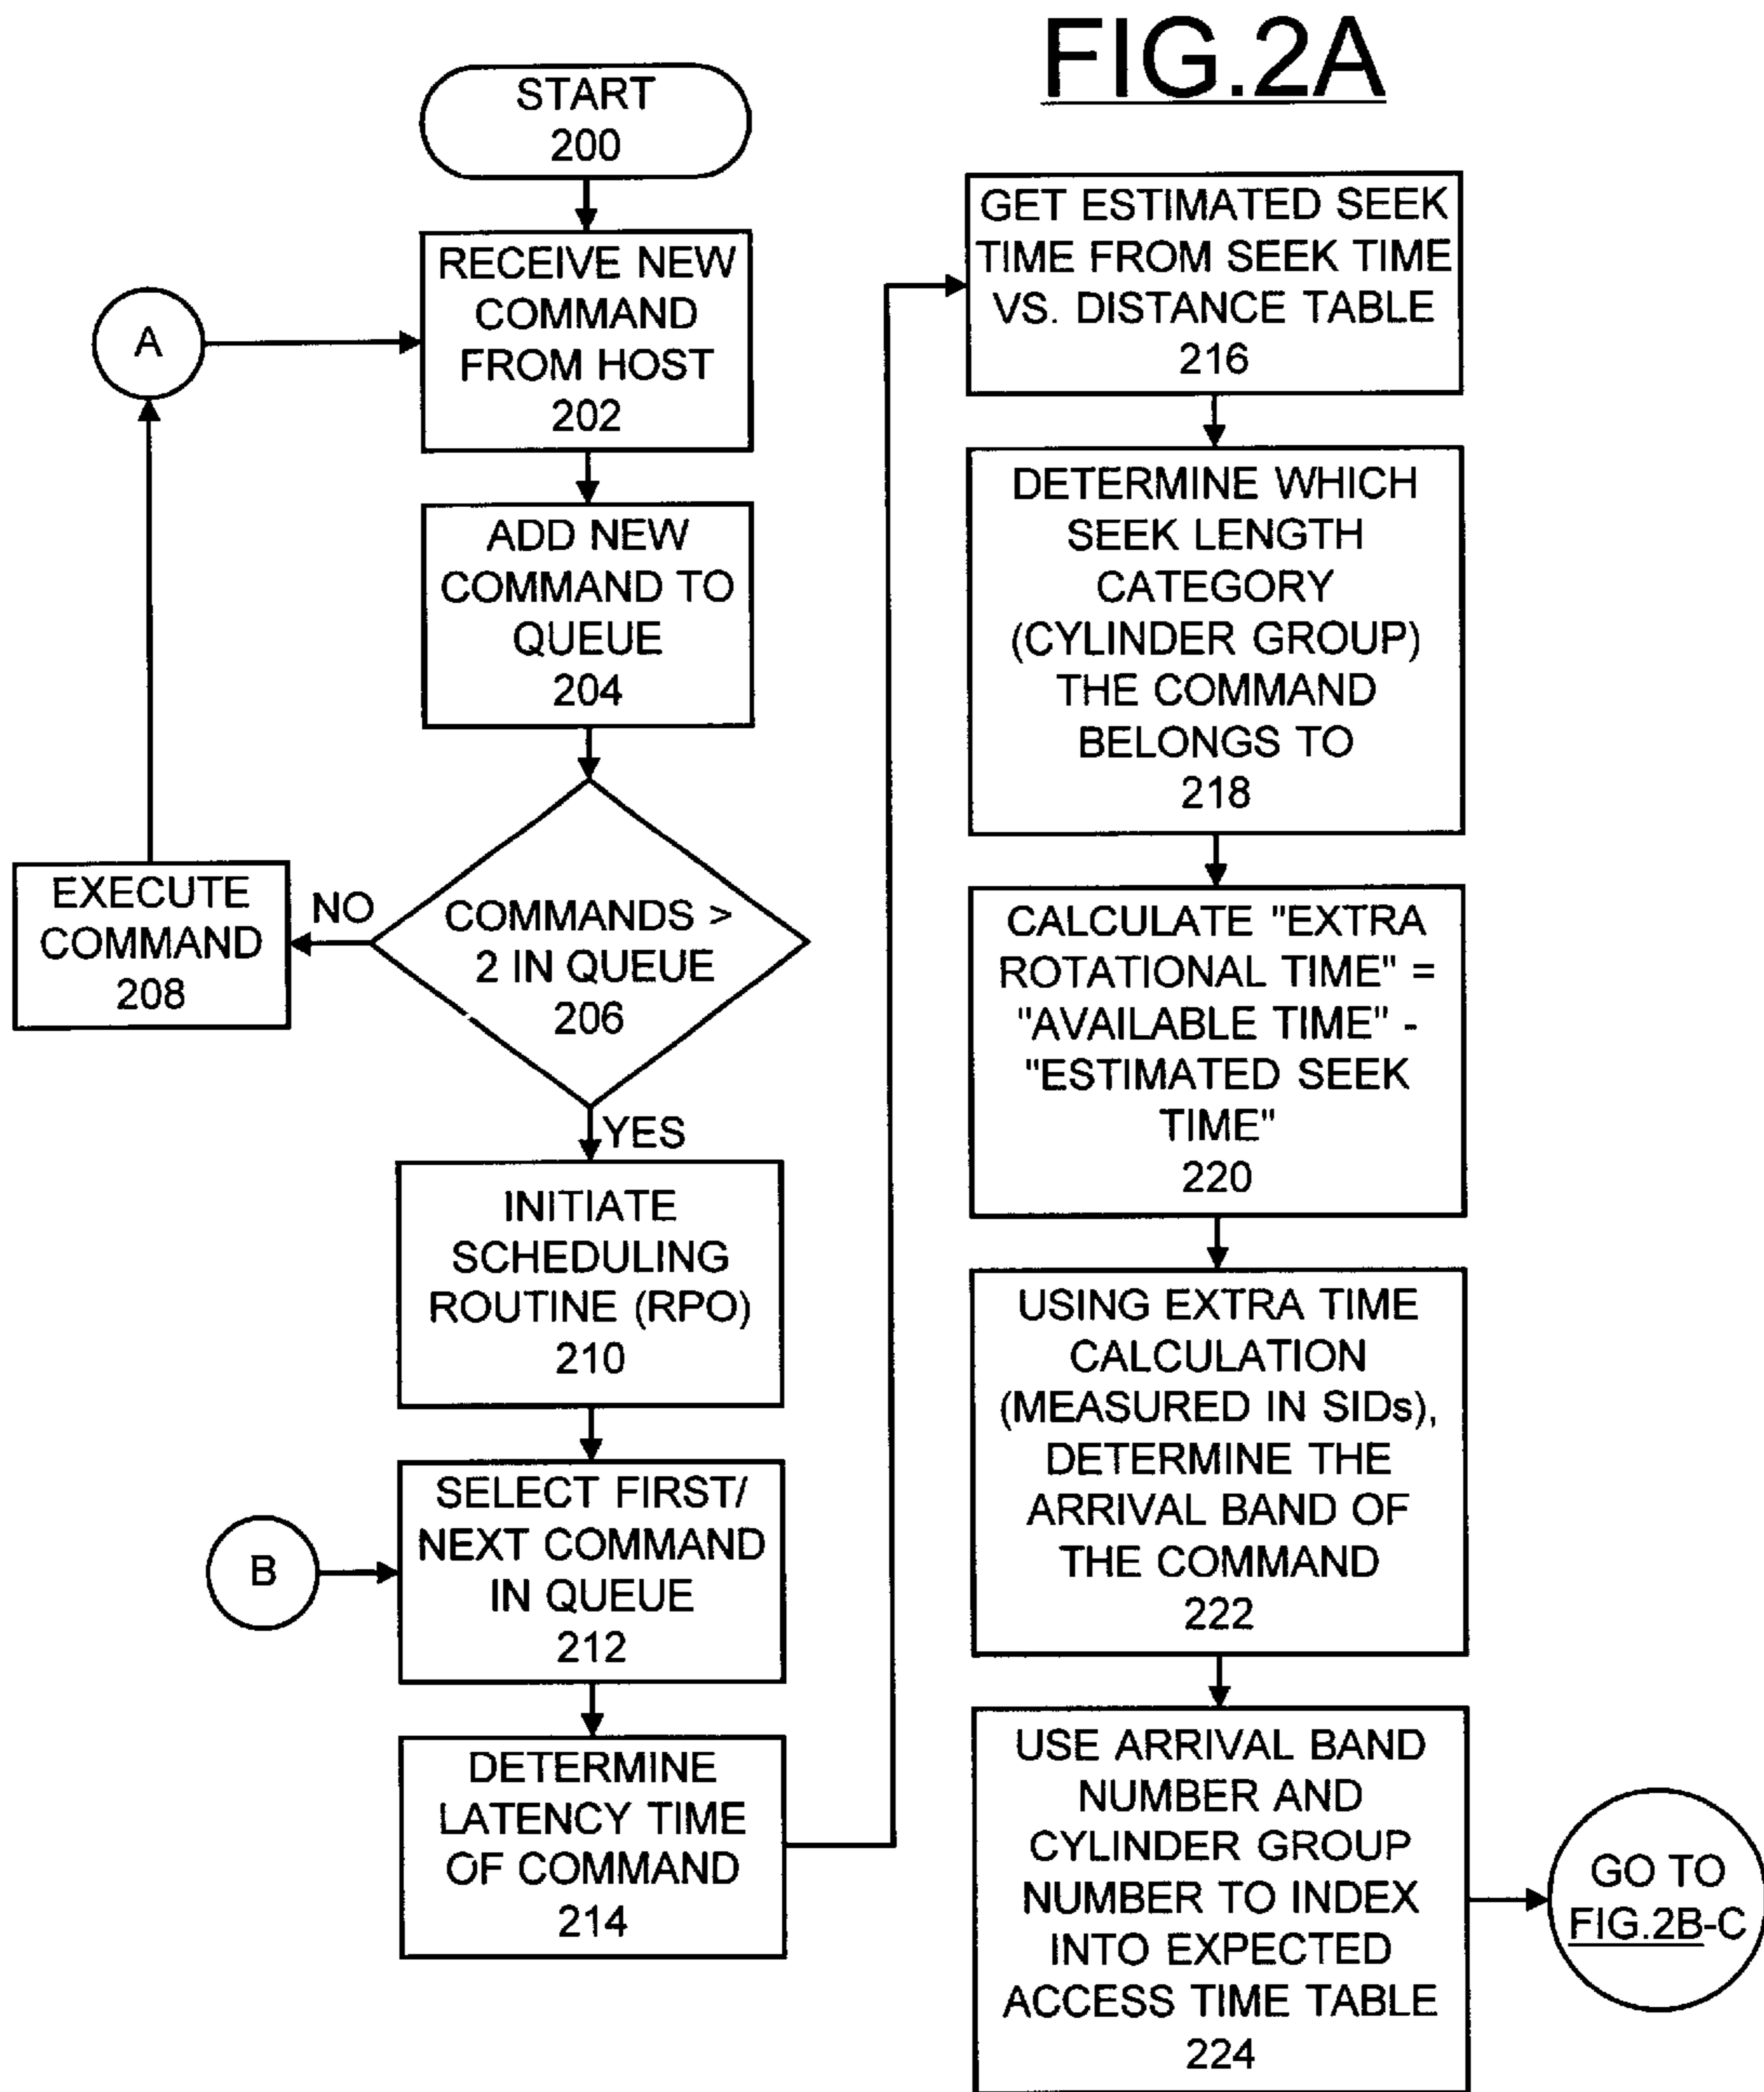 FIG.2A
START
200
RECEIVE NEW
COMMAND
FROM HOST
202
A
ADD NEW
COMMAND TO
QUEUE
204
COMMANDS >
2 IN QUEUE
206
NO
EXECUTE
COMMAND
208
YES
INITIATE
SCHEDULING
ROUTINE (RPO)
210
B
SELECT FIRST/
NEXT COMMAND
IN QUEUE
212
DETERMINE
LATENCY TIME
OF COMMAND
214
GET ESTIMATED SEEK
TIME FROM SEEK TIME
VS. DISTANCE TABLE
216
DETERMINE WHICH
SEEK LENGTH
CATEGORY
(CYLINDER GROUP)
THE COMMAND
BELONGS TO
218
CALCULATE "EXTRA
ROTATIONAL TIME" =
"AVAILABLE TIME" -
"ESTIMATED SEEK
TIME"
220
USING EXTRA TIME
CALCULATION
(MEASURED IN SIDs),
DETERMINE THE
ARRIVAL BAND OF
THE COMMAND
222
USE ARRIVAL BAND
NUMBER AND
CYLINDER GROUP
NUMBER TO INDEX
INTO EXPECTED
ACCESS TIME TABLE
224
GO TO
FIG.2B-C